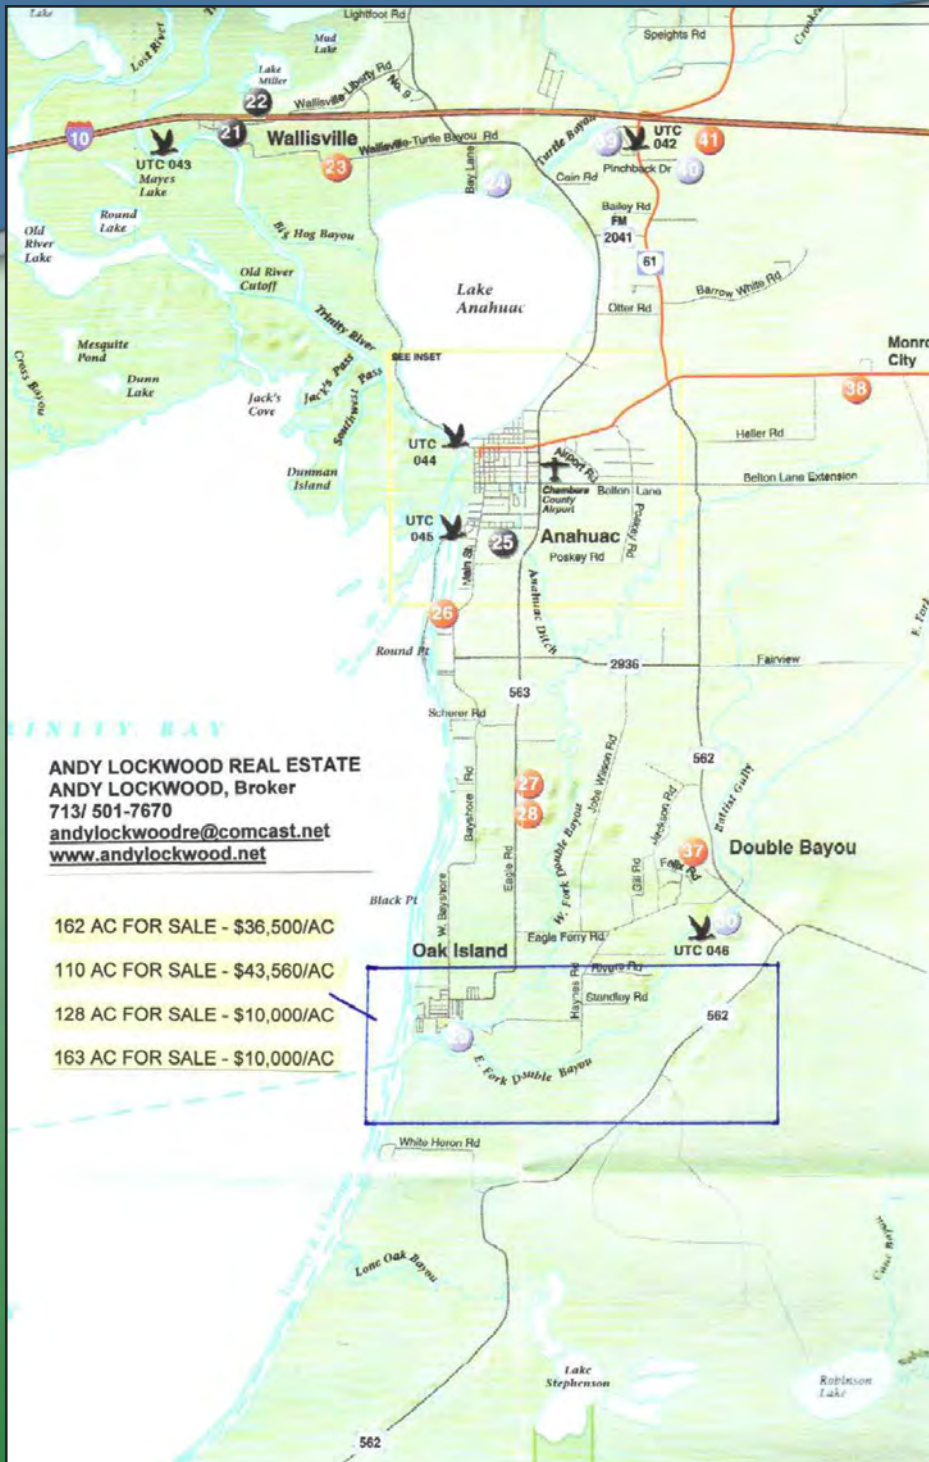 Lake
Lost River
Mud
Lake
Lightfoot Rd
Speights Rd
Lake
Miller
Wallisville-Liberty Rd
No. 9
22
21
10
Wallisville
Wallisville-Turtle Bayou Rd
Turtle Bayou
39
UTC
042
41
UTC 043
Mayes
Lake
23
Bay Lane
24
Cain Rd
Pinchback Dr
40
Round
Lake
Old
River
Lake
Big Hog Bayou
Bailey Rd
FM
2041
61
Old River
Cutoff
Lake
Anahuac
Barrow White Rd
Otter Rd
Trinity River
Mesquite
Pond
Cross Bayou
Dunn
Lake
Jack's Pass
Southwest Pass
SEE INSET
City
38
Jack's
Cove
UTC
044
Haller Rd
Airport Rd
Dunman
Island
Chambers
County
Airport
Bolton Lane
Belton Lane Extension
UTC
045
25
Anahuac
Poskey Rd
Poskey Rd
Main St
Anahuac Ditch
26
Round Pt
2936
Fairview
563
Scherer Rd
562
ANDY LOCKWOOD REAL ESTATE
ANDY LOCKWOOD, Broker
713/ 501-7670
andylockwoodre@comcast.net
www.andylockwood.net
Bayshore Rd
27
28
Jobe Wilson Rd
W. Fork Double Bayou
Jackson Rd
Eagle Rd
Gill Rd
37
Double Bayou
Black Pt
W. Bayshore
162 AC FOR SALE - $36,500/AC
110 AC FOR SALE - $43,560/AC
128 AC FOR SALE - $10,000/AC
163 AC FOR SALE - $10,000/AC
Eagle Ferry Rd
30
UTC 046
Oak Island
Haynes Rd
Standley Rd
562
E. Fork Double Bayou
White Heron Rd
Lone Oak Bayou
Lake
Stephenson
Robinson
Lake
562